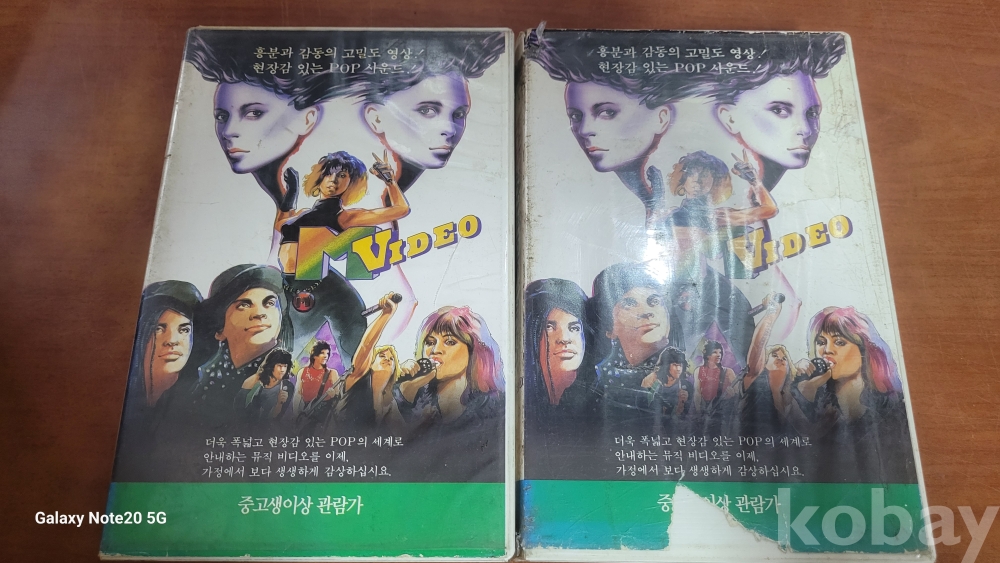 흥분과 감동의 고밀도 영상!
현장감 있는 POP 사운드!
M VIDEO
더욱 폭넓고 현장감 있는 POP의 세계로
안내하는 뮤직 비디오를 이제,
가정에서 보다 생생하게 감상하십시요.
중고생이상 관람가
흥분과 감동의 고밀도 영상!
현장감 있는 POP 사운드!
M VIDEO
더욱 폭넓고 현장감 있는 POP의 세계로
안내하는 뮤직 비디오를 이제,
가정에서 보다 생생하게 감상하십시요.
중 이상 관람가
Galaxy Note20 5G
kobay